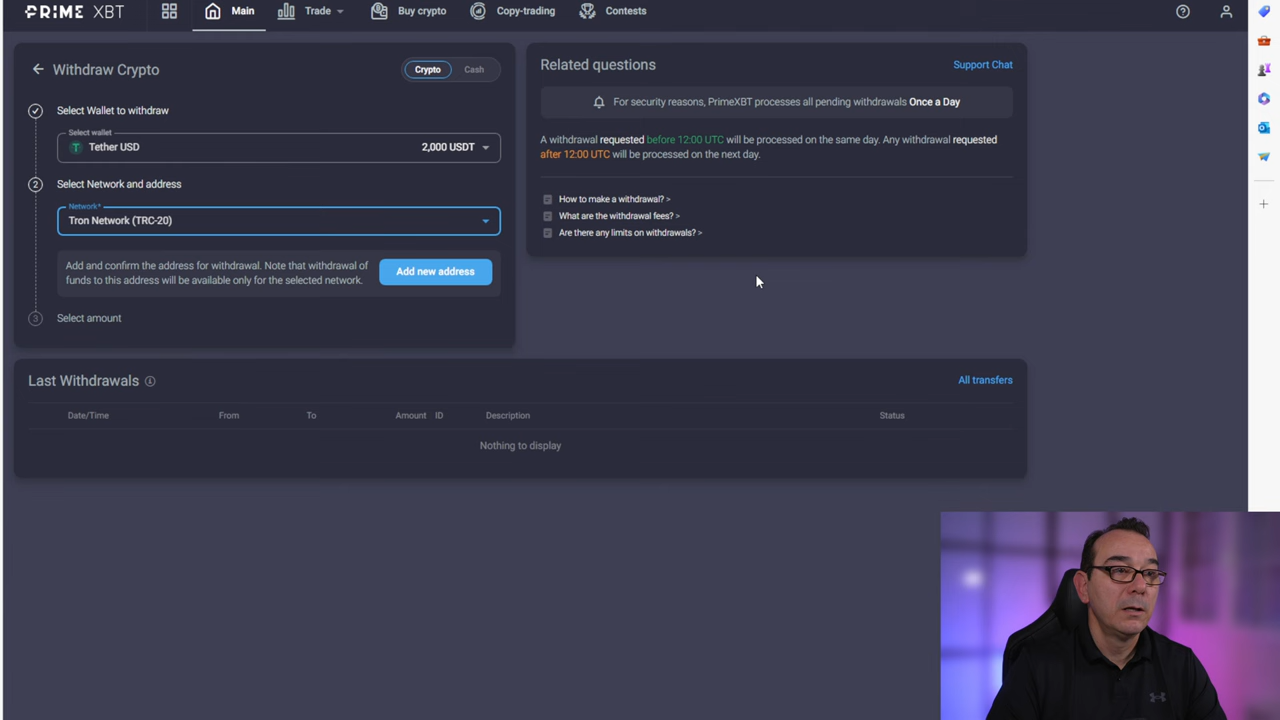 PRIME XBT
Main
Trade
Buy crypto
Copy-trading
Contests
Withdraw Crypto
Crypto
Cash
Select Wallet to withdraw
Select wallet
Tether USD
2,000 USDT
2
Select Network and address
Network*
Tron Network (TRC-20)
Add and confirm the address for withdrawal. Note that withdrawal of
funds to this address will be available only for the selected network.
Add new address
3
Select amount
Related questions
Support Chat
For security reasons, PrimeXBT processes all pending withdrawals Once a Day
A withdrawal requested before 12:00 UTC will be processed on the same day. Any withdrawal requested
after 12:00 UTC will be processed on the next day.
How to make a withdrawal? >
What are the withdrawal fees? >
Are there any limits on withdrawals? >
Last Withdrawals
All transfers
Date/Time
From
To
Amount
ID
Description
Status
Nothing to display